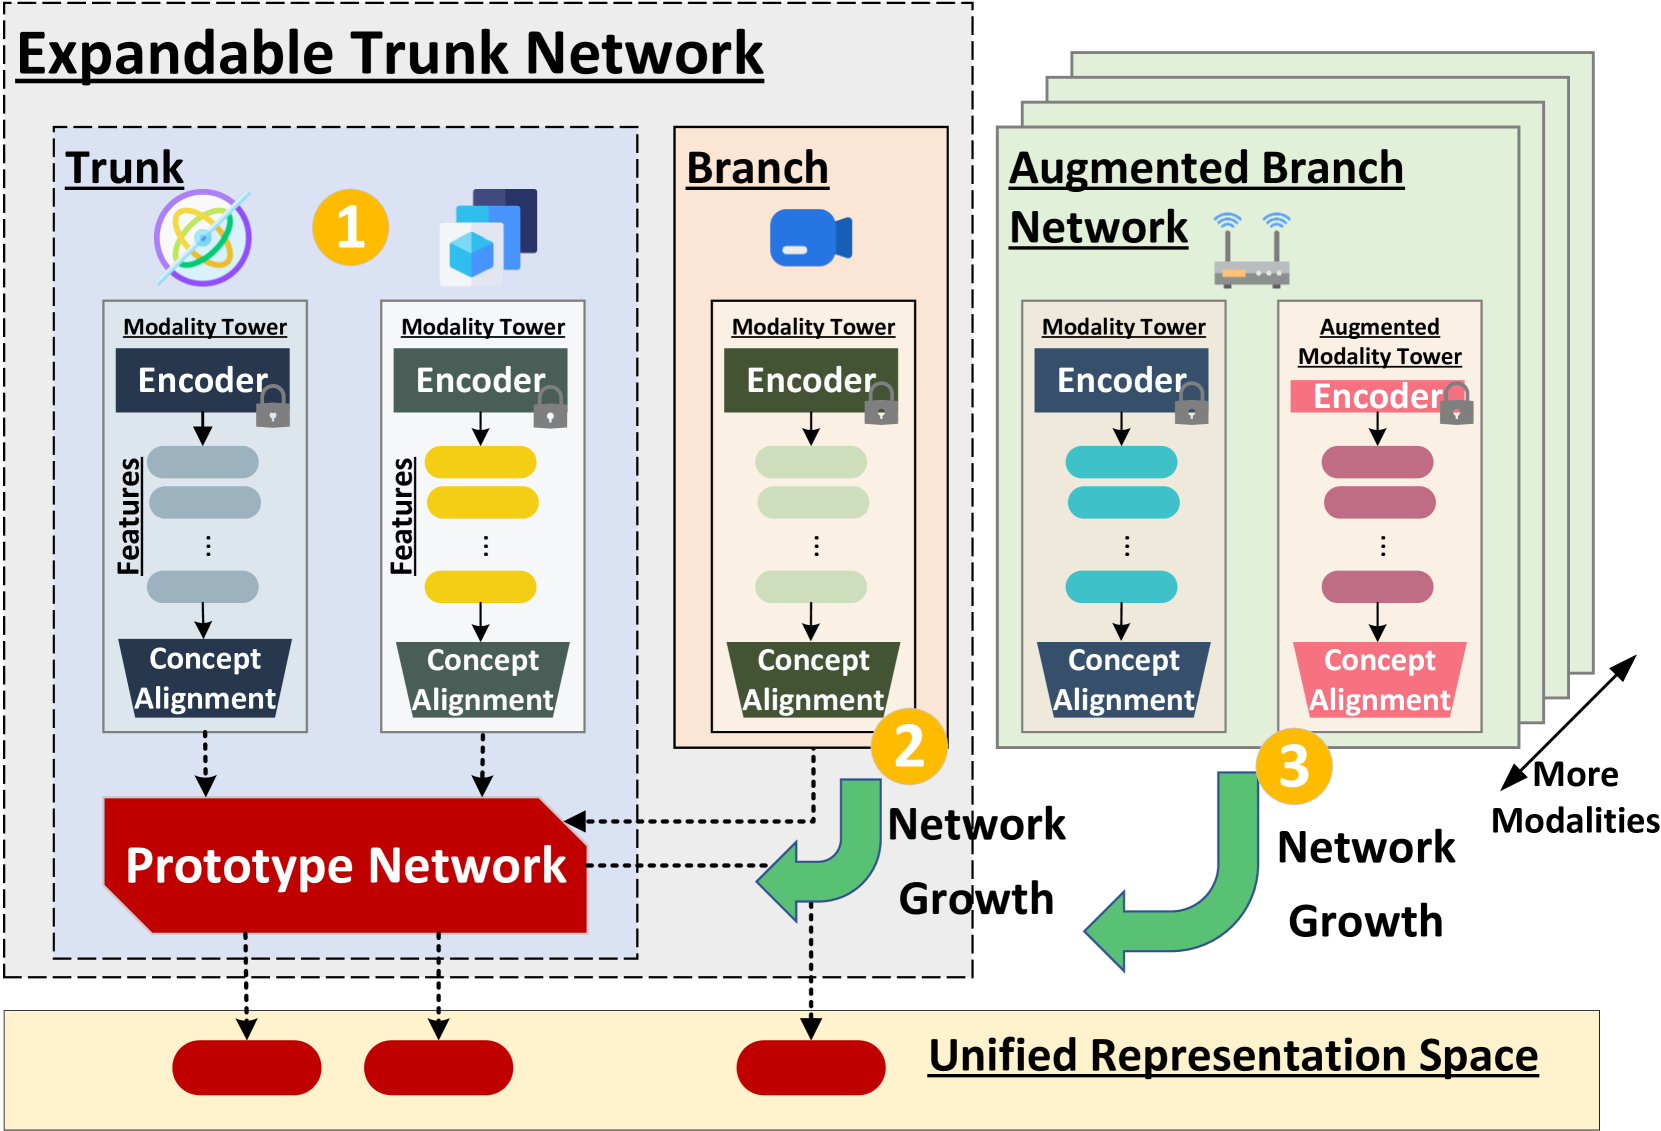 Expandable Trunk Network
Trunk
1
Modality Tower
Encoder
Features
⋮
Concept
Alignment
Modality Tower
Encoder
Features
⋮
Concept
Alignment
Prototype Network
Branch
Modality Tower
Encoder
⋮
Concept
Alignment
2
Network
Growth
Augmented Branch
Network
Modality Tower
Encoder
⋮
Concept
Alignment
Augmented
Modality Tower
Encoder
⋮
Concept
Alignment
3
Network
Growth
More
Modalities
Unified Representation Space